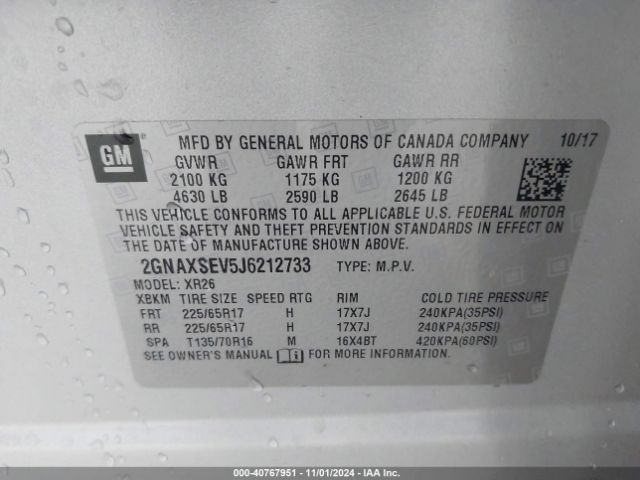 GM ® MFD BY GENERAL MOTORS OF CANADA COMPANY 10/17
GVWR GAWR FRT GAWR RR
2100 KG 1175 KG 1200 KG
4630 LB 2590 LB 2645 LB
THIS VEHICLE CONFORMS TO ALL APPLICABLE U.S. FEDERAL MOTOR
VEHICLE SAFETY AND THEFT PREVENTION STANDARDS IN EFFECT ON
THE DATE OF MANUFACTURE SHOWN ABOVE.
2GNAXSEV5J6212733 TYPE: M.P.V.
MODEL: XR26
XBKM TIRE SIZE SPEED RTG RIM COLD TIRE PRESSURE
FRT 225/65R17 H 17X7J 240KPA(35PSI)
RR 225/65R17 H 17X7J 240KPA(35PSI)
SPA T135/70R16 M 16X4BT 420KPA(60PSI)
SEE OWNER'S MANUAL FOR MORE INFORMATION.
000-40767951 - 11/01/2024 - IAA Inc.